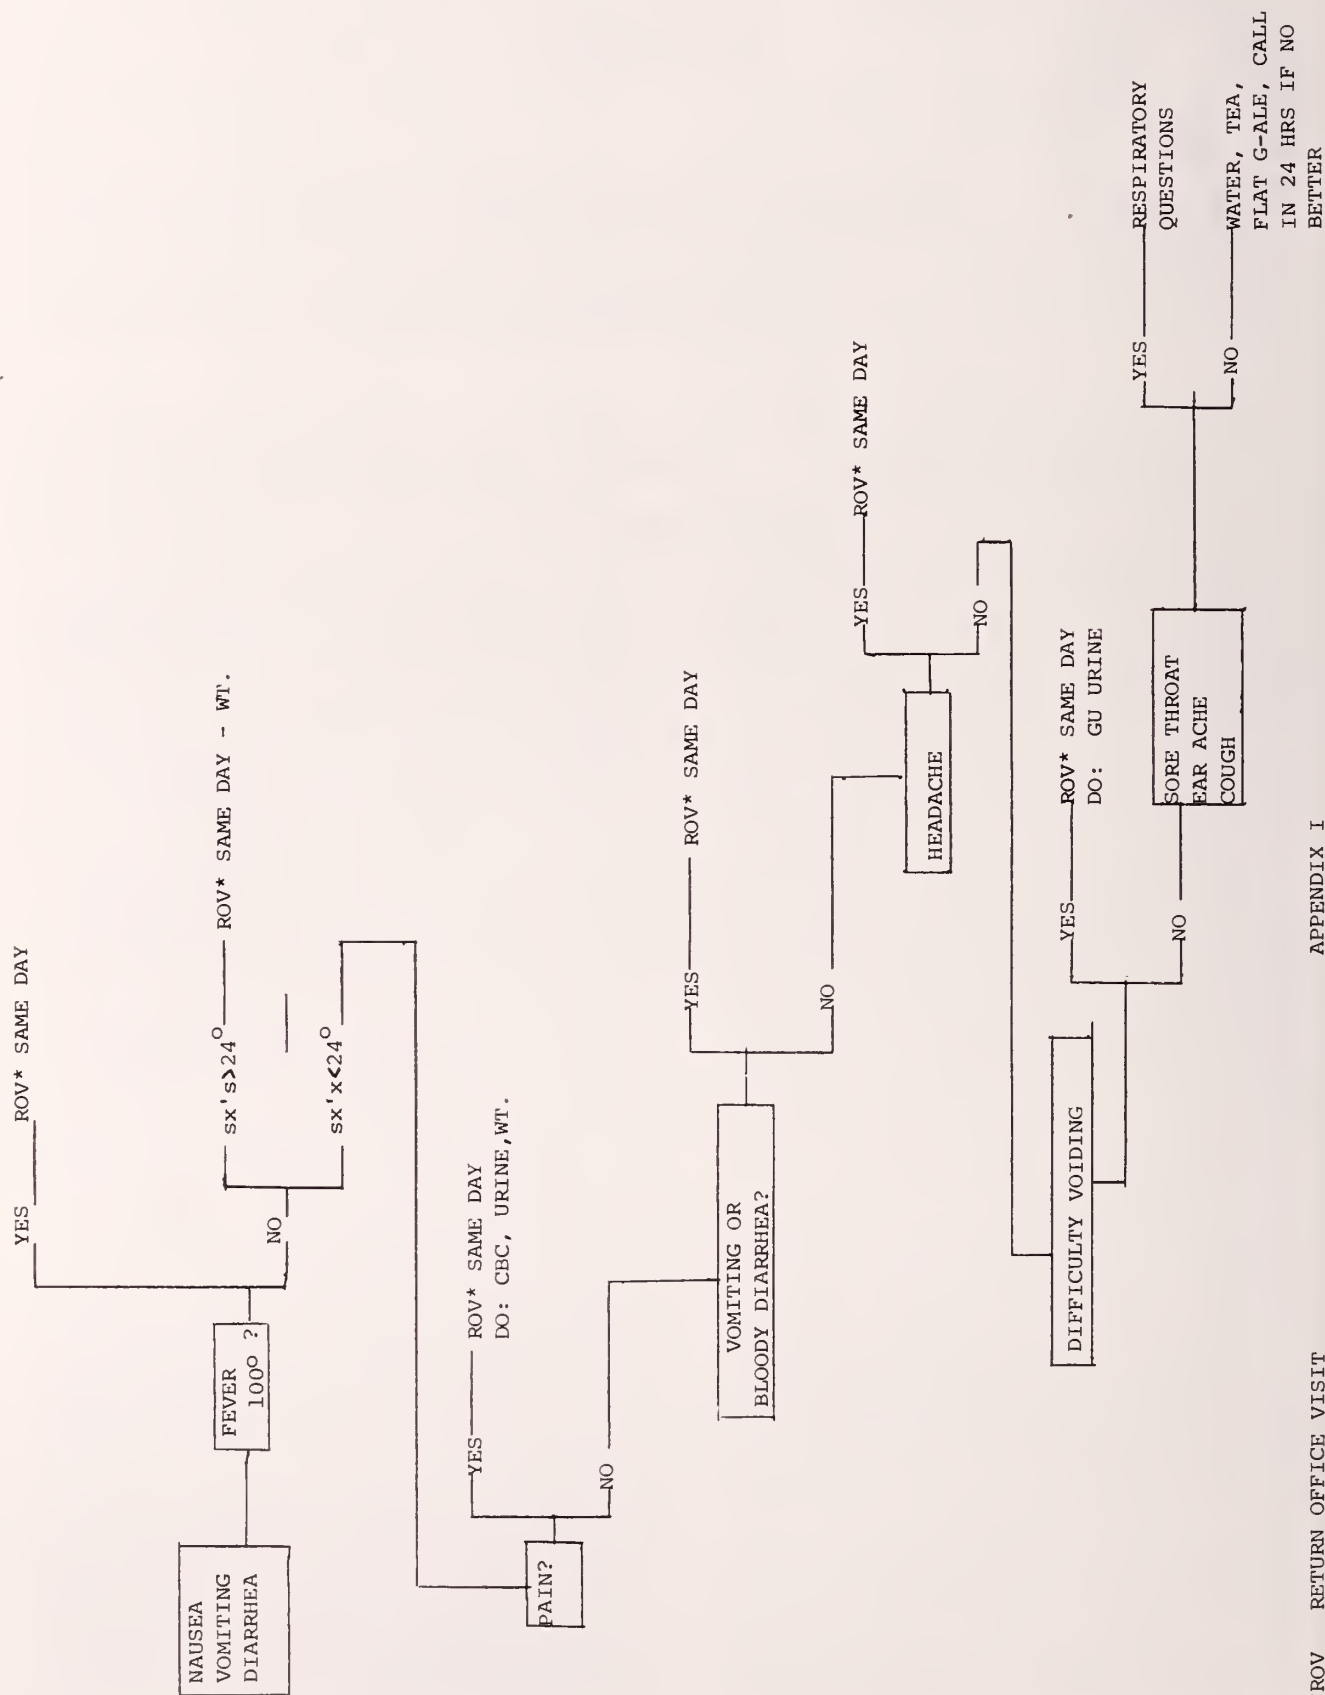 NAUSEA
VOMITING
DIARRHEA
FEVER
100° ?
YES ROV* SAME DAY
NO
sx's>24° ROV* SAME DAY - WT.
sx'x<24°
PAIN?
YES ROV* SAME DAY
DO: CBC, URINE,WT.
NO
VOMITING OR
BLOODY DIARRHEA?
YES ROV* SAME DAY
NO
HEADACHE
YES ROV* SAME DAY
NO
DIFFICULTY VOIDING
YES ROV* SAME DAY
DO: GU URINE
NO
SORE THROAT
EAR ACHE
COUGH
YES RESPIRATORY
QUESTIONS
NO WATER, TEA,
FLAT G-ALE, CALL
IN 24 HRS IF NO
BETTER
ROV RETURN OFFICE VISIT
APPENDIX I